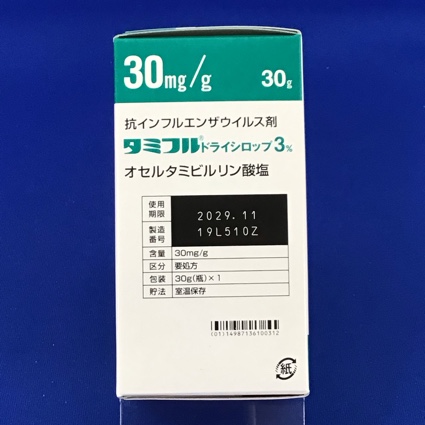 30mg/g 30g
抗インフルエンザウイルス剤
タミフル®ドライシロップ3%
オセルタミビルリン酸塩
使用期限 2029.11
製造番号 19L510Z
含量 30mg/g
区分 要処方
包装 30g(瓶)×1
貯法 室温保存
(01)14987136100312
紙